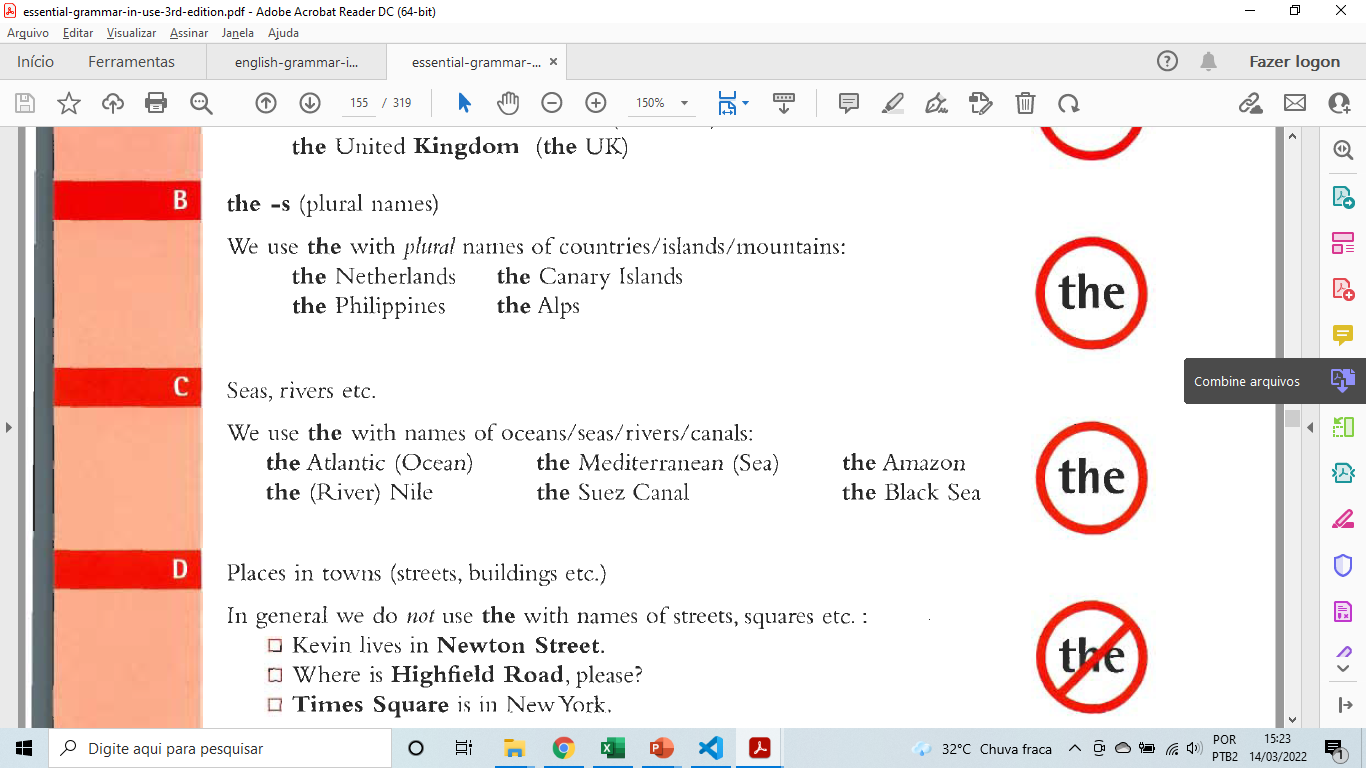 essential-grammar-in-use-3rd-edition.pdf - Adobe Acrobat Reader DC (64-bit)
Arquivo Editar Visualizar Assinar Janela Ajuda
Início Ferramentas english-grammar-i... essential-grammar-... × Fazer logon
155 / 319 150%
the United Kingdom (the UK)
B the -s (plural names)
We use the with plural names of countries/islands/mountains:
the Netherlands the Canary Islands
the Philippines the Alps
the
C Seas, rivers etc.
Combine arquivos
We use the with names of oceans/seas/rivers/canals:
the Atlantic (Ocean) the Mediterranean (Sea) the Amazon
the (River) Nile the Suez Canal the Black Sea
the
D Places in towns (streets, buildings etc.)
In general we do not use the with names of streets, squares etc. :
Kevin lives in Newton Street.
Where is Highfield Road, please?
Times Square is in New York.
the
Digite aqui para pesquisar
32°C Chuva fraca
POR
PTB2
15:23
14/03/2022
1